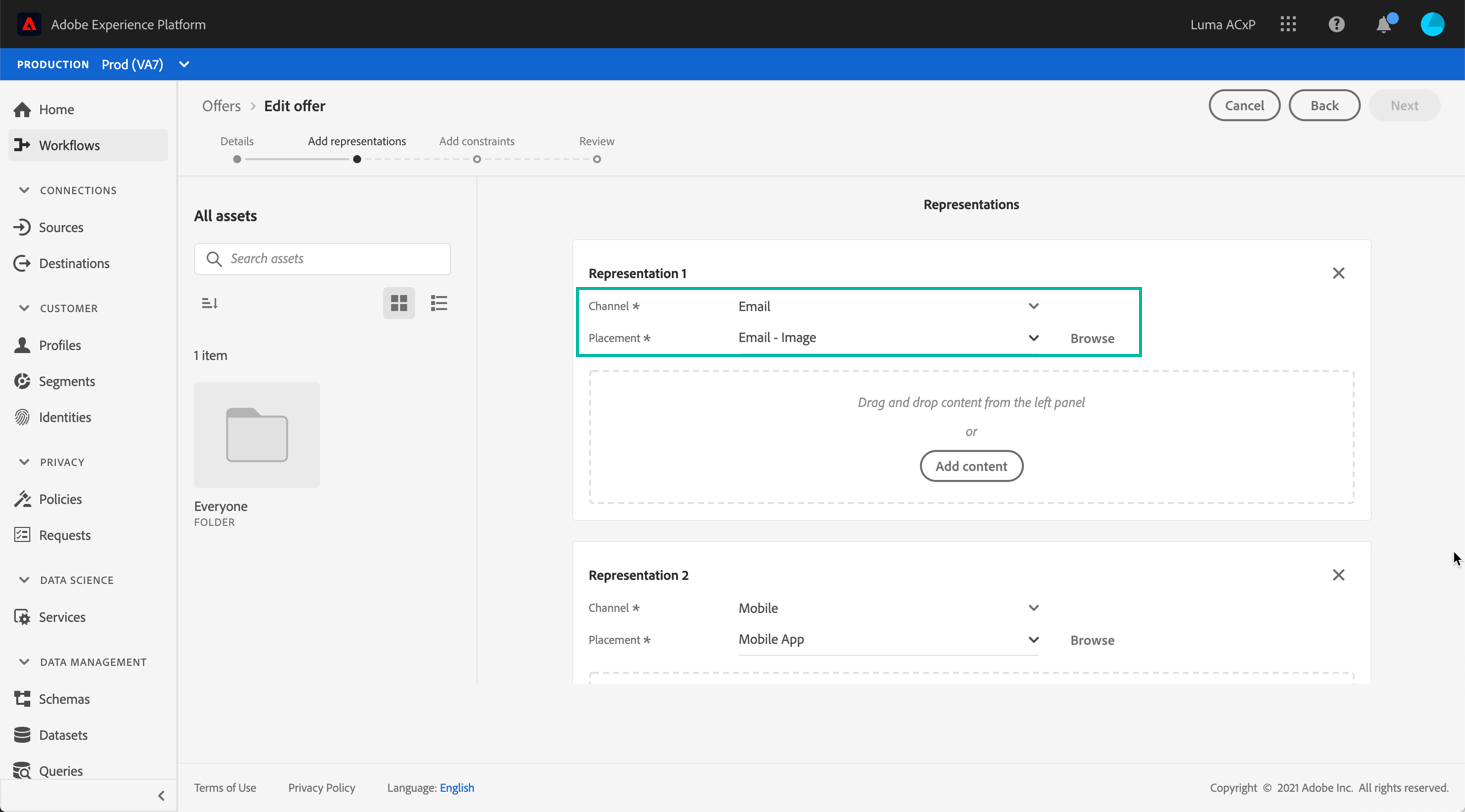 Adobe Experience Platform
Luma ACxP
PRODUCTION Prod (VA7)
Home
Workflows
CONNECTIONS
Sources
Destinations
CUSTOMER
Profiles
Segments
Identities
PRIVACY
Policies
Requests
DATA SCIENCE
Services
DATA MANAGEMENT
Schemas
Datasets
Queries
Offers > Edit offer
Cancel Back Next
Details Add representations Add constraints Review
All assets
Search assets
1 item
Everyone
FOLDER
Representations
Representation 1
Channel * Email
Placement * Email - Image Browse
Drag and drop content from the left panel
or
Add content
Representation 2
Channel * Mobile
Placement * Mobile App Browse
Terms of Use Privacy Policy Language: English Copyright © 2021 Adobe Inc. All rights reserved.